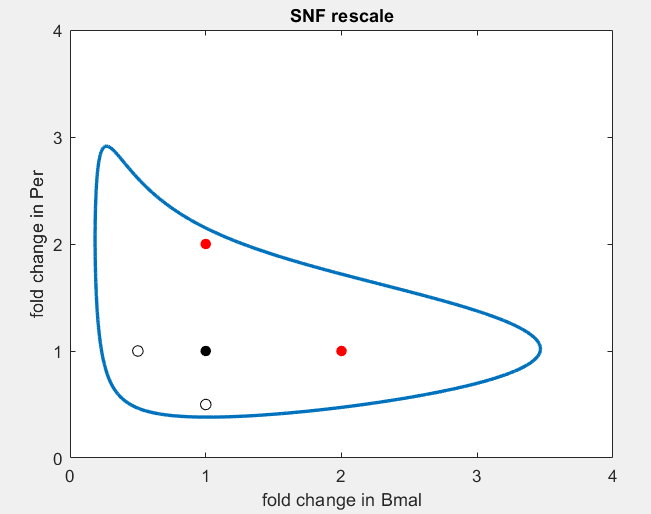 SNF rescale
4
3
2
1
0
fold change in Per
0 1 2 3 4
fold change in Bmal